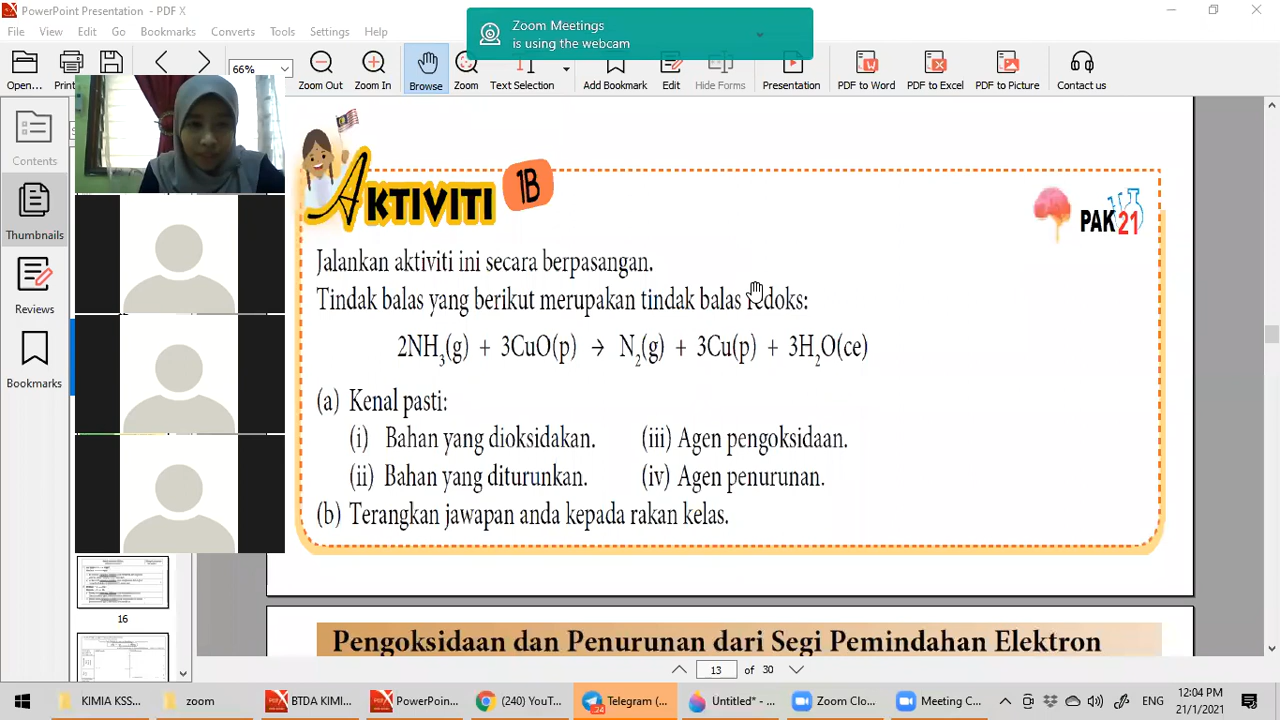 PowerPoint Presentation - PDF X
Zoom Meetings
is using the webcam
File View Edit Go Bookmarks Converts Tools Settings Help
66%
Open... Print Zoom Out Zoom In Browse Zoom Text Selection Add Bookmark Edit Hide Forms Presentation PDF to Word PDF to Excel PDF to Picture Contact us
Contents
Thumbnails
Reviews
Bookmarks
AKTIVITI 1B
PAK 21
Jalankan aktiviti ini secara berpasangan.
Tindak balas yang berikut merupakan tindak balas redoks:
2NH₃(g) + 3CuO(p) → N₂(g) + 3Cu(p) + 3H₂O(ce)
(a) Kenal pasti:
(i) Bahan yang dioksidakan. (iii) Agen pengoksidaan.
(ii) Bahan yang diturunkan. (iv) Agen penurunan.
(b) Terangkan jawapan anda kepada rakan kelas.
16
Pengoksidaan dan Penurunan dari Segi Pemindahan Elektron
13 of 30
KIMIA KSS... zoom BTDA KIMI... PowerPoint... (240) YouT... Telegram (... Untitled* - ... Zoom Clo... Meeting C... ENG
12:04 PM
21/1/2021